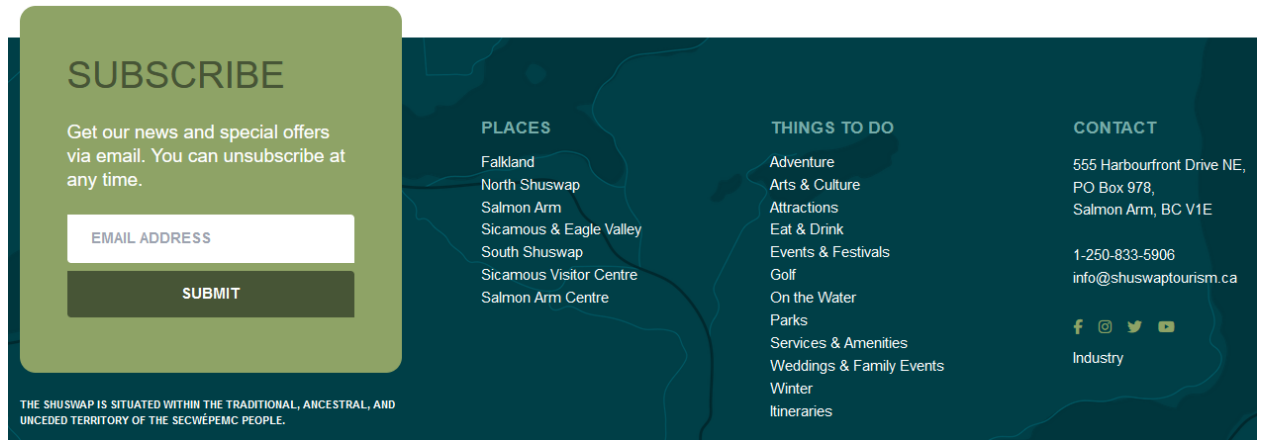 SUBSCRIBE
Get our news and special offers
via email. You can unsubscribe at
any time.
EMAIL ADDRESS
SUBMIT
THE SHUSWAP IS SITUATED WITHIN THE TRADITIONAL, ANCESTRAL, AND
UNCEDED TERRITORY OF THE SECWÉPEMC PEOPLE.
PLACES
Falkland
North Shuswap
Salmon Arm
Sicamous & Eagle Valley
South Shuswap
Sicamous Visitor Centre
Salmon Arm Centre
THINGS TO DO
Adventure
Arts & Culture
Attractions
Eat & Drink
Events & Festivals
Golf
On the Water
Parks
Services & Amenities
Weddings & Family Events
Winter
Itineraries
CONTACT
555 Harbourfront Drive NE,
PO Box 978,
Salmon Arm, BC V1E
1-250-833-5906
info@shuswaptourism.ca
Industry